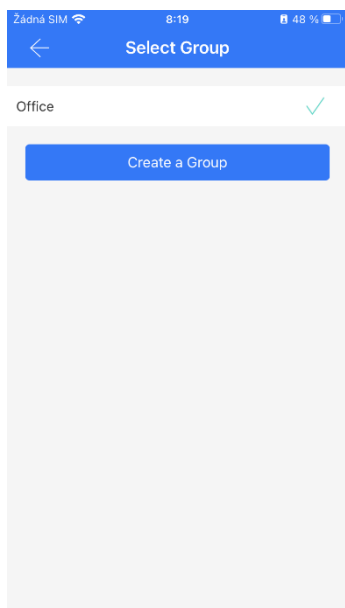 Žádná SIM 8:19 48 %
Select Group
Office
Create a Group